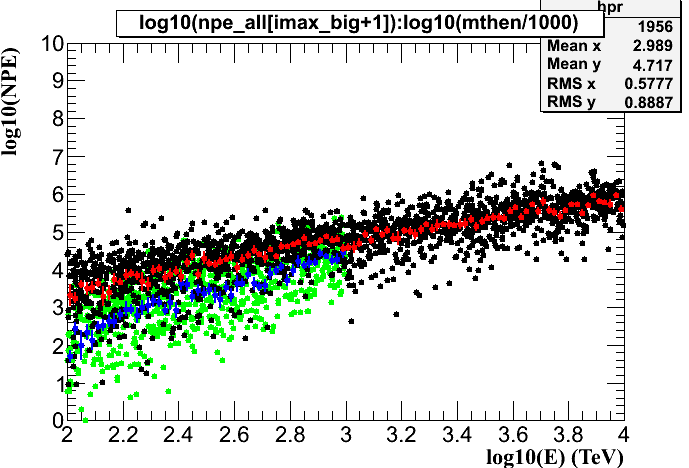 log10(npe_all[imax_big+1]):log10(mthen/1000)
hpr
1956
Mean x 2.989
Mean y 4.717
RMS x 0.5777
RMS y 0.8887
log10(NPE)
10
9
8
7
6
5
4
3
2
1
0
2 2.2 2.4 2.6 2.8 3 3.2 3.4 3.6 3.8 4
log10(E) (TeV)